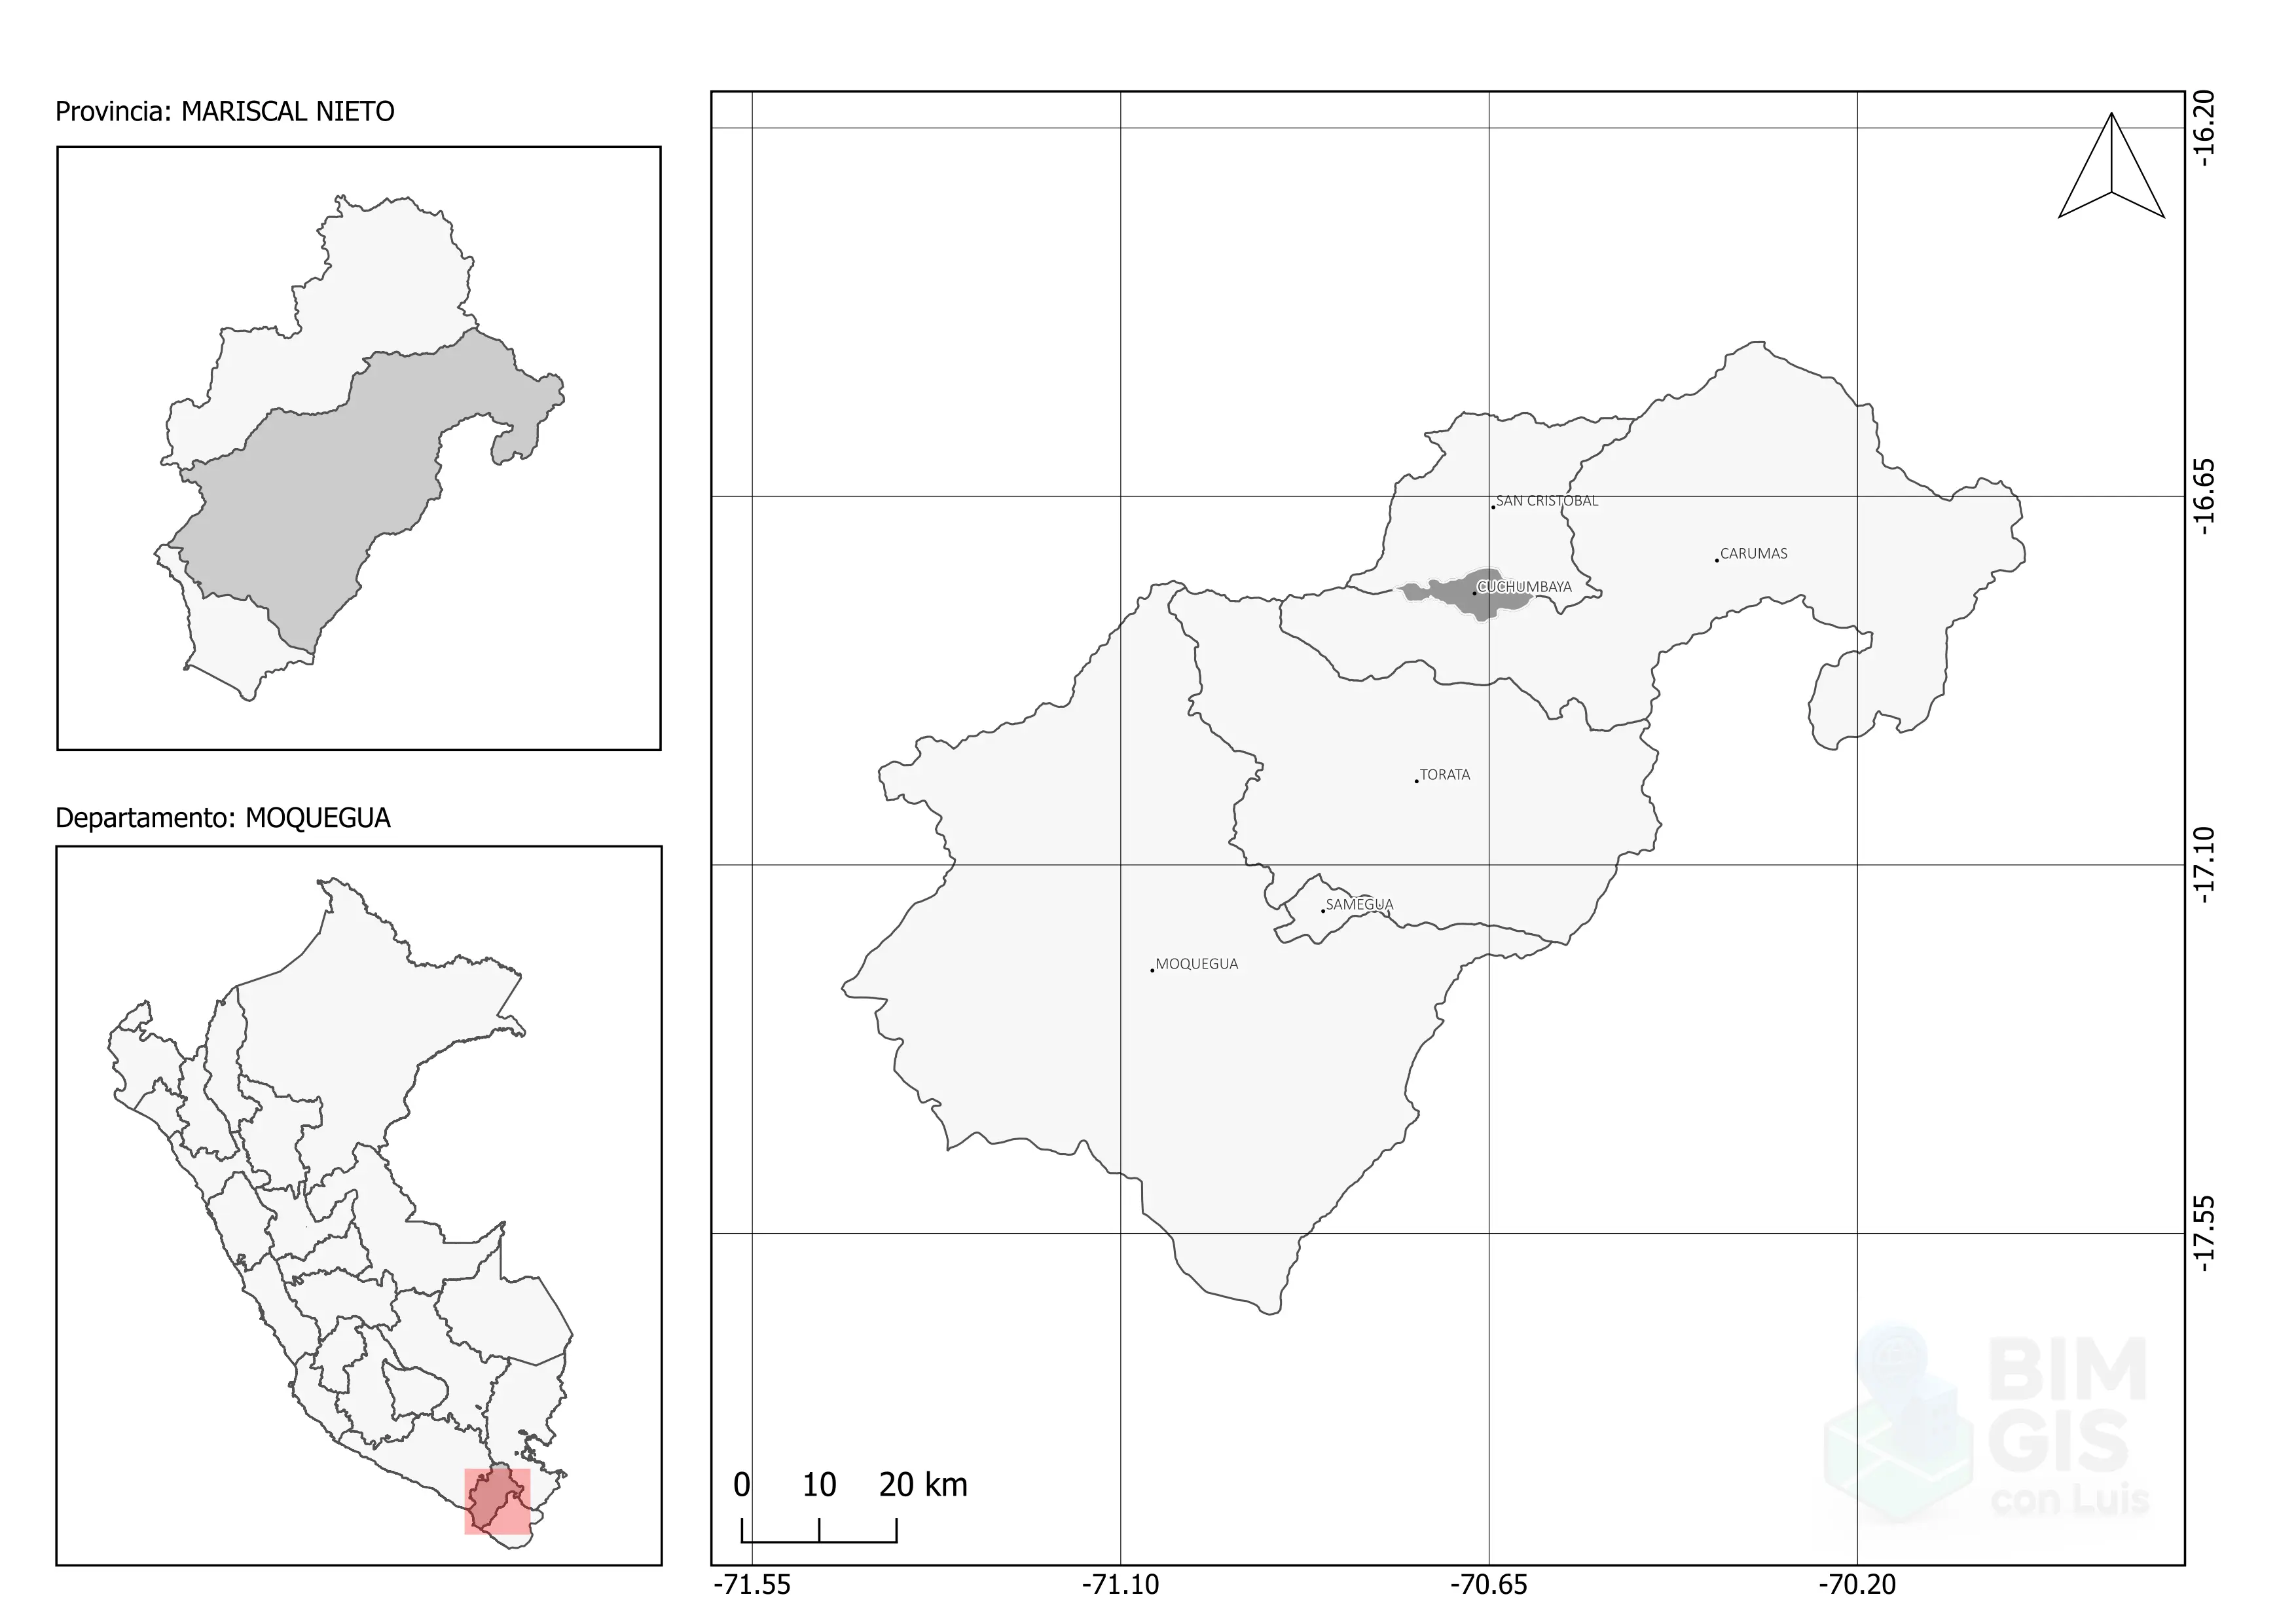 Provincia: MARISCAL NIETO
Departamento: MOQUEGUA
SAN CRISTOBAL
CARUMAS
CUCHUMBAYA
TORATA
SAMEGUA
MOQUEGUA
-16.20
-16.65
-17.10
-17.55
0 10 20 km
-71.55 -71.10 -70.65 -70.20
BIM
GIS
con Luis